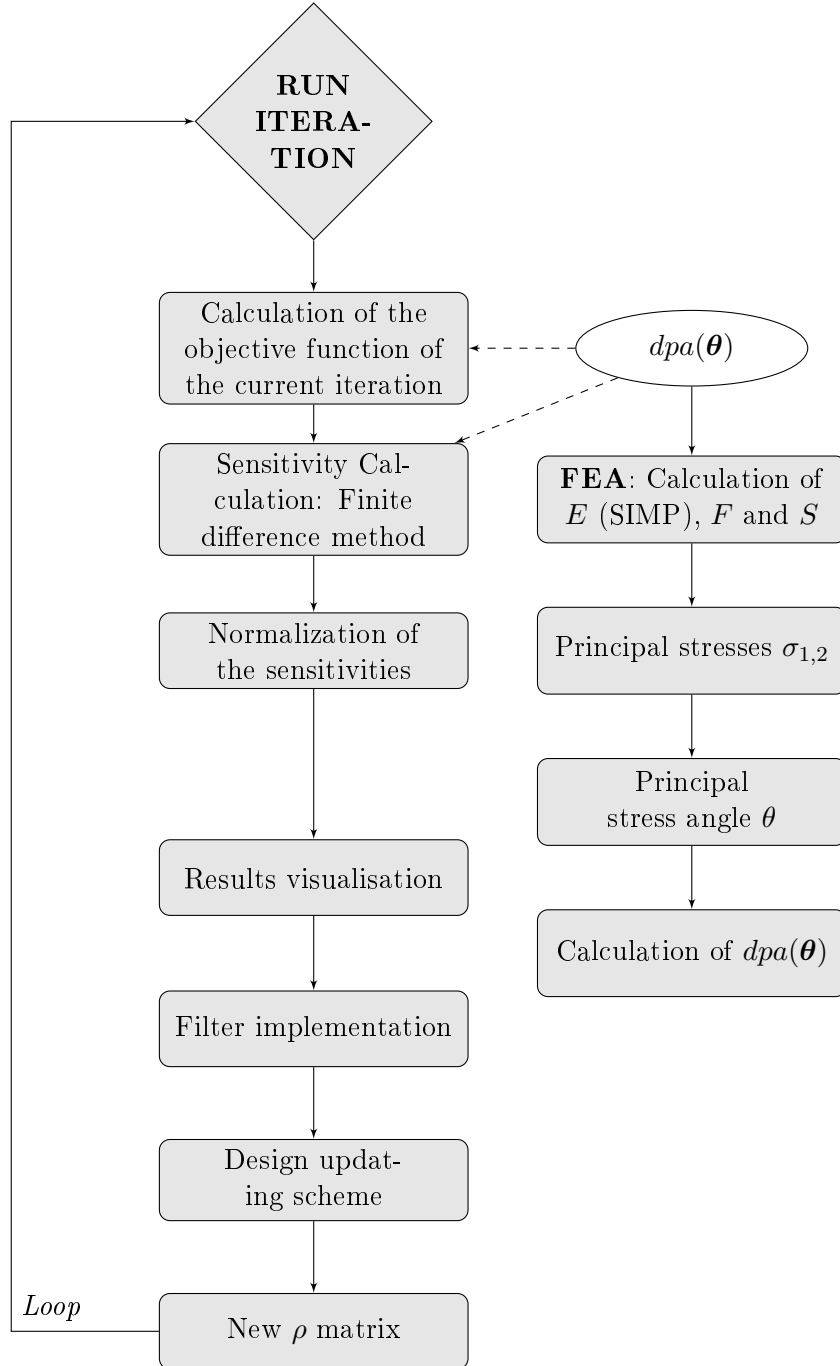 RUN
ITERA-
TION
Calculation of the
objective function of
the current iteration
dpa(θ)
Sensitivity Cal-
culation: Finite
difference method
FEA: Calculation of
E (SIMP), F and S
Normalization of
the sensitivities
Principal stresses σ1,2
Principal
stress angle θ
Results visualisation
Calculation of dpa(θ)
Filter implementation
Design updat-
ing scheme
Loop
New ρ matrix